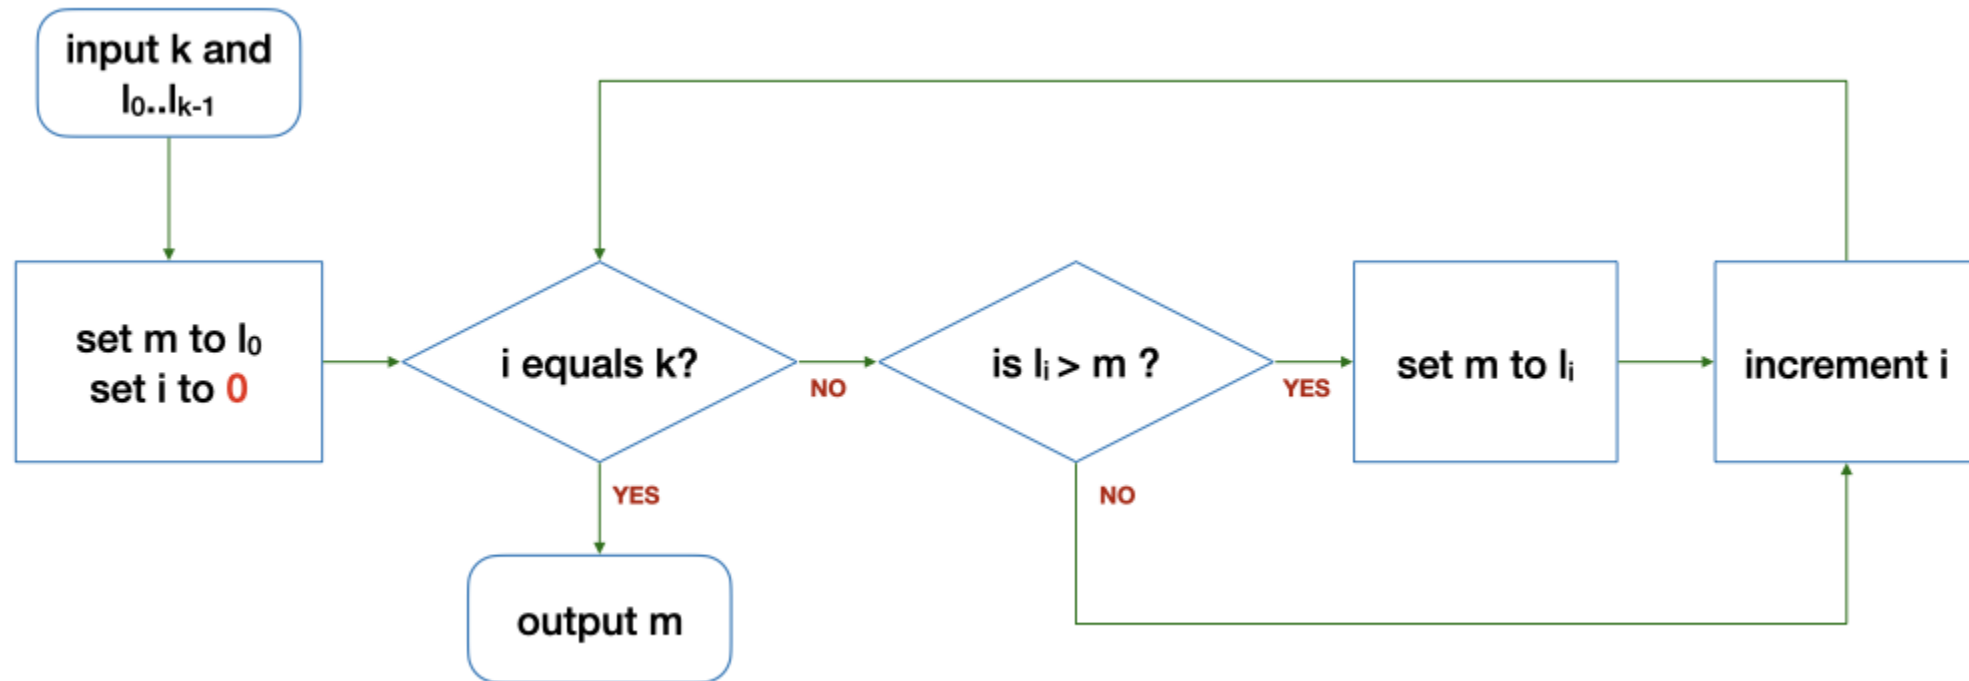 input k and
l₀..lₖ₋₁
set m to l₀
set i to 0
i equals k?
NO
is lᵢ > m ?
YES
set m to lᵢ
increment i
YES
NO
output m